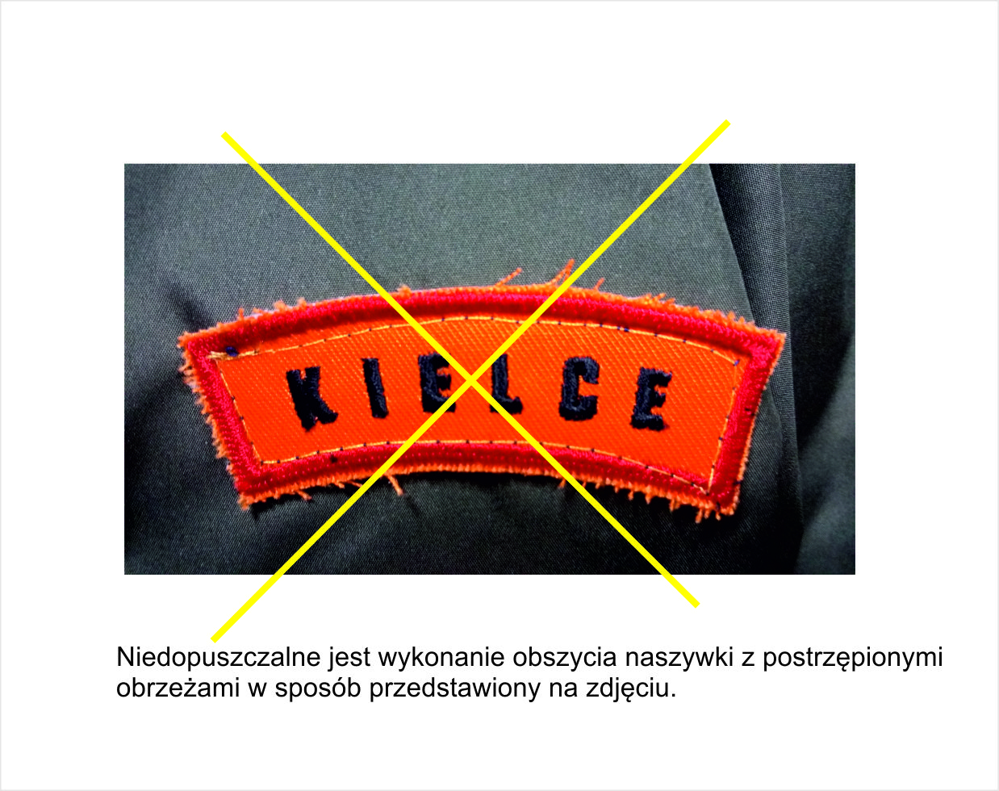 KIELCE
Niedopuszczalne jest wykonanie obszycia naszywki z postrzępionymi
obrzeżami w sposób przedstawiony na zdjęciu.